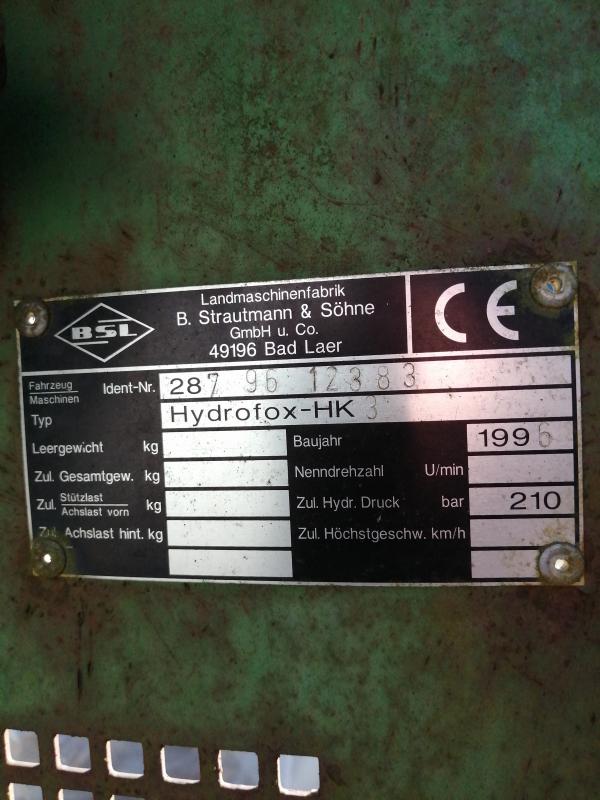 BSL
Landmaschinenfabrik
B. Strautmann & Söhne
GmbH u. Co.
49196 Bad Laer
CE
Fahrzeug
Maschinen
Ident-Nr. 287 96 12383
Typ Hydrofox-HK 3
Leergewicht kg
Baujahr 1996
Zul. Gesamtgew. kg
Nenndrehzahl U/min
Zul. Stützlast
Achslast vorn kg
Zul. Hydr. Druck bar 210
Zul. Achslast hint. kg
Zul. Höchstgeschw. km/h